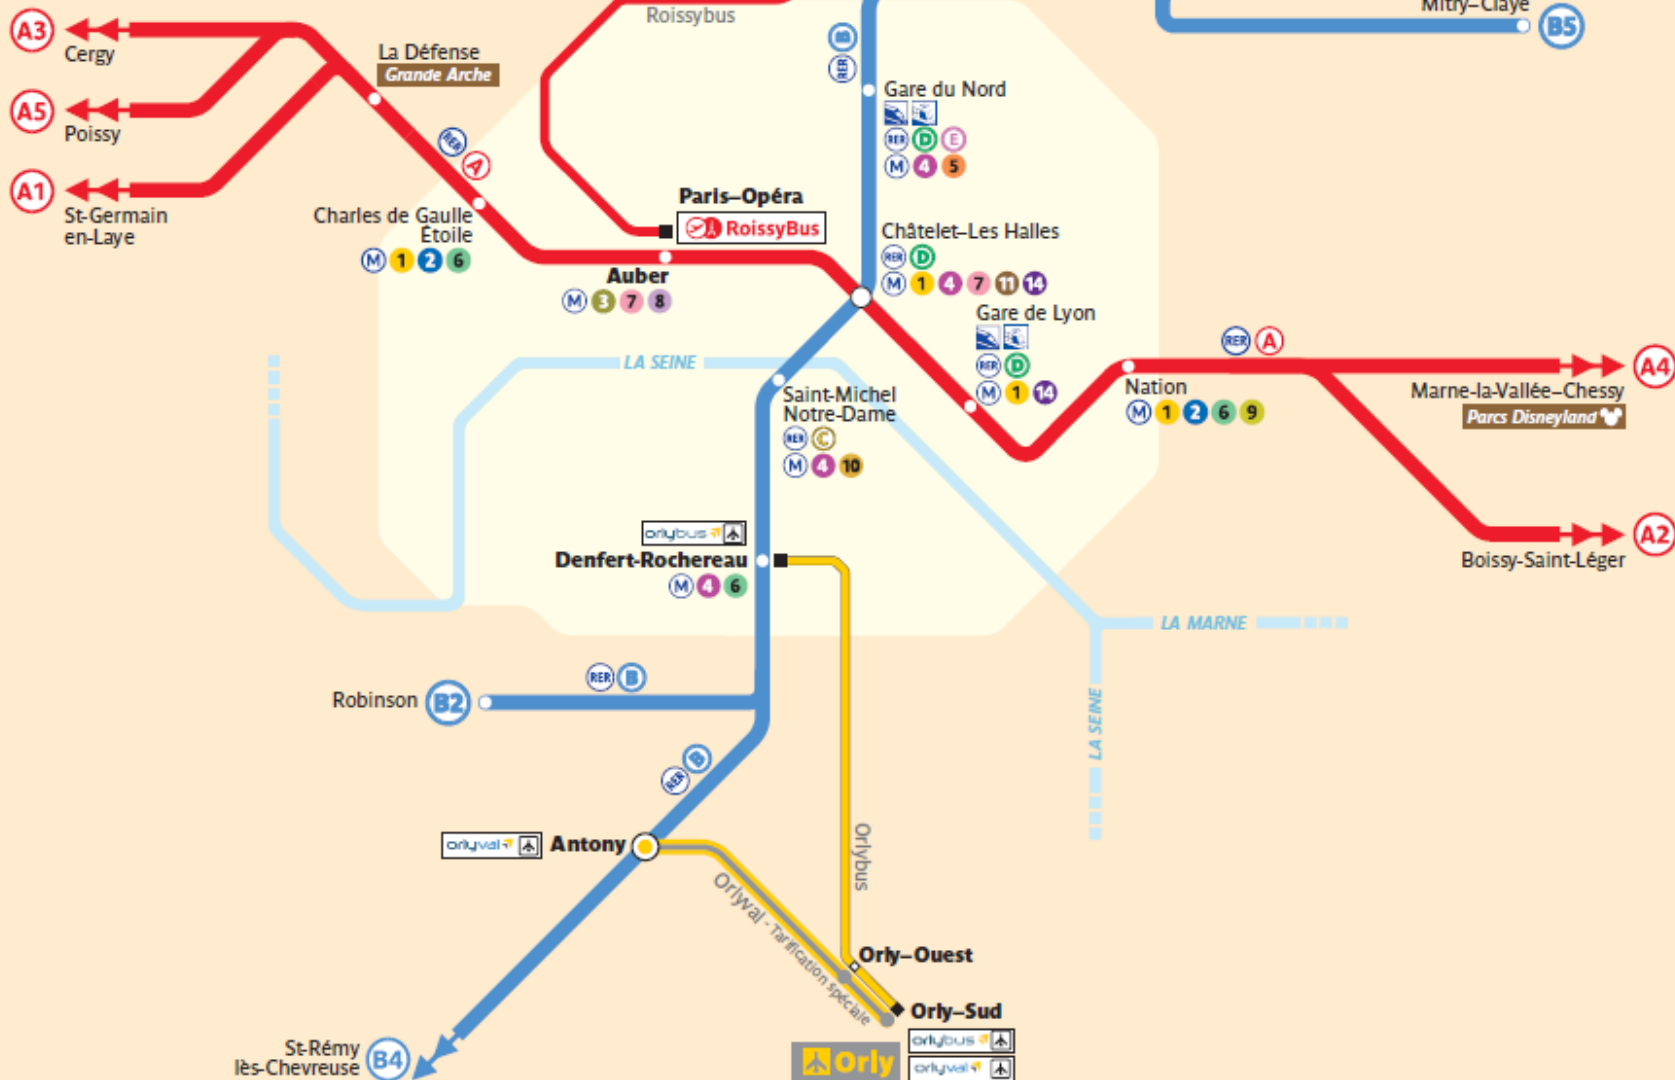 Roissybus
Mitry–Claye
B5
A3
Cergy
La Défense
Grande Arche
B
RER
Gare du Nord
RER D E
M 4 5
A5
Poissy
RER
A
A1
St-Germain
en-Laye
Charles de Gaulle
Étoile
M 1 2 6
Paris–Opéra
RoissyBus
Auber
M 3 7 8
Châtelet–Les Halles
RER D
M 1 4 7 11 14
Gare de Lyon
RER D
M 1 14
RER A
A4
Nation
M 1 2 6 9
Marne-la-Vallée–Chessy
Parcs Disneyland
LA SEINE
Saint-Michel
Notre-Dame
RER C
M 4 10
A2
Boissy-Saint-Léger
orlybus
Denfert-Rochereau
M 4 6
LA MARNE
LA SEINE
RER B
Robinson B2
RER B
orlyval
Antony
Orlybus
Orlyval - Tarification spéciale
Orly–Ouest
Orly–Sud
orlybus
orlyval
Orly
St-Rémy
lès-Chevreuse
B4